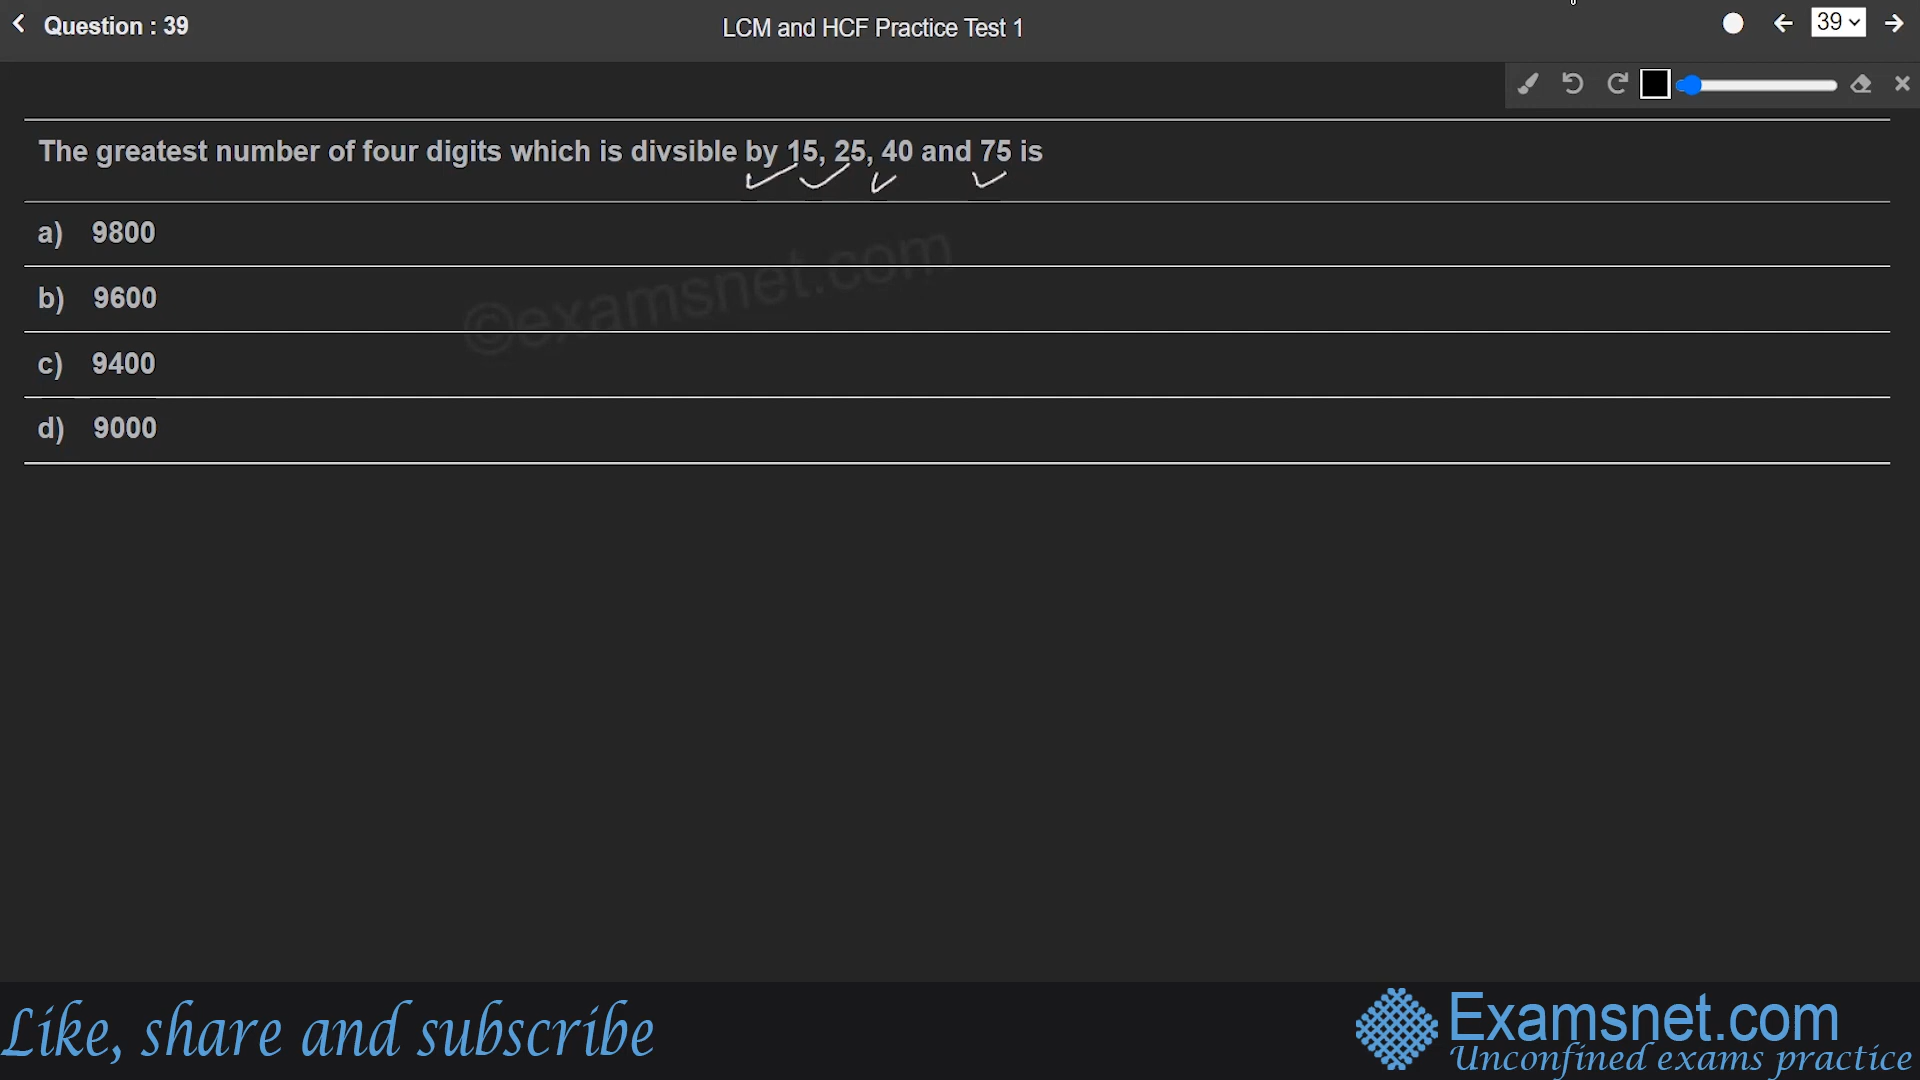 Question : 39
LCM and HCF Practice Test 1
39
The greatest number of four digits which is divsible by 15, 25, 40 and 75 is
a) 9800
©examsnet.com
b) 9600
c) 9400
d) 9000
Like, share and subscribe
Examsnet.com
Unconfined exams practice